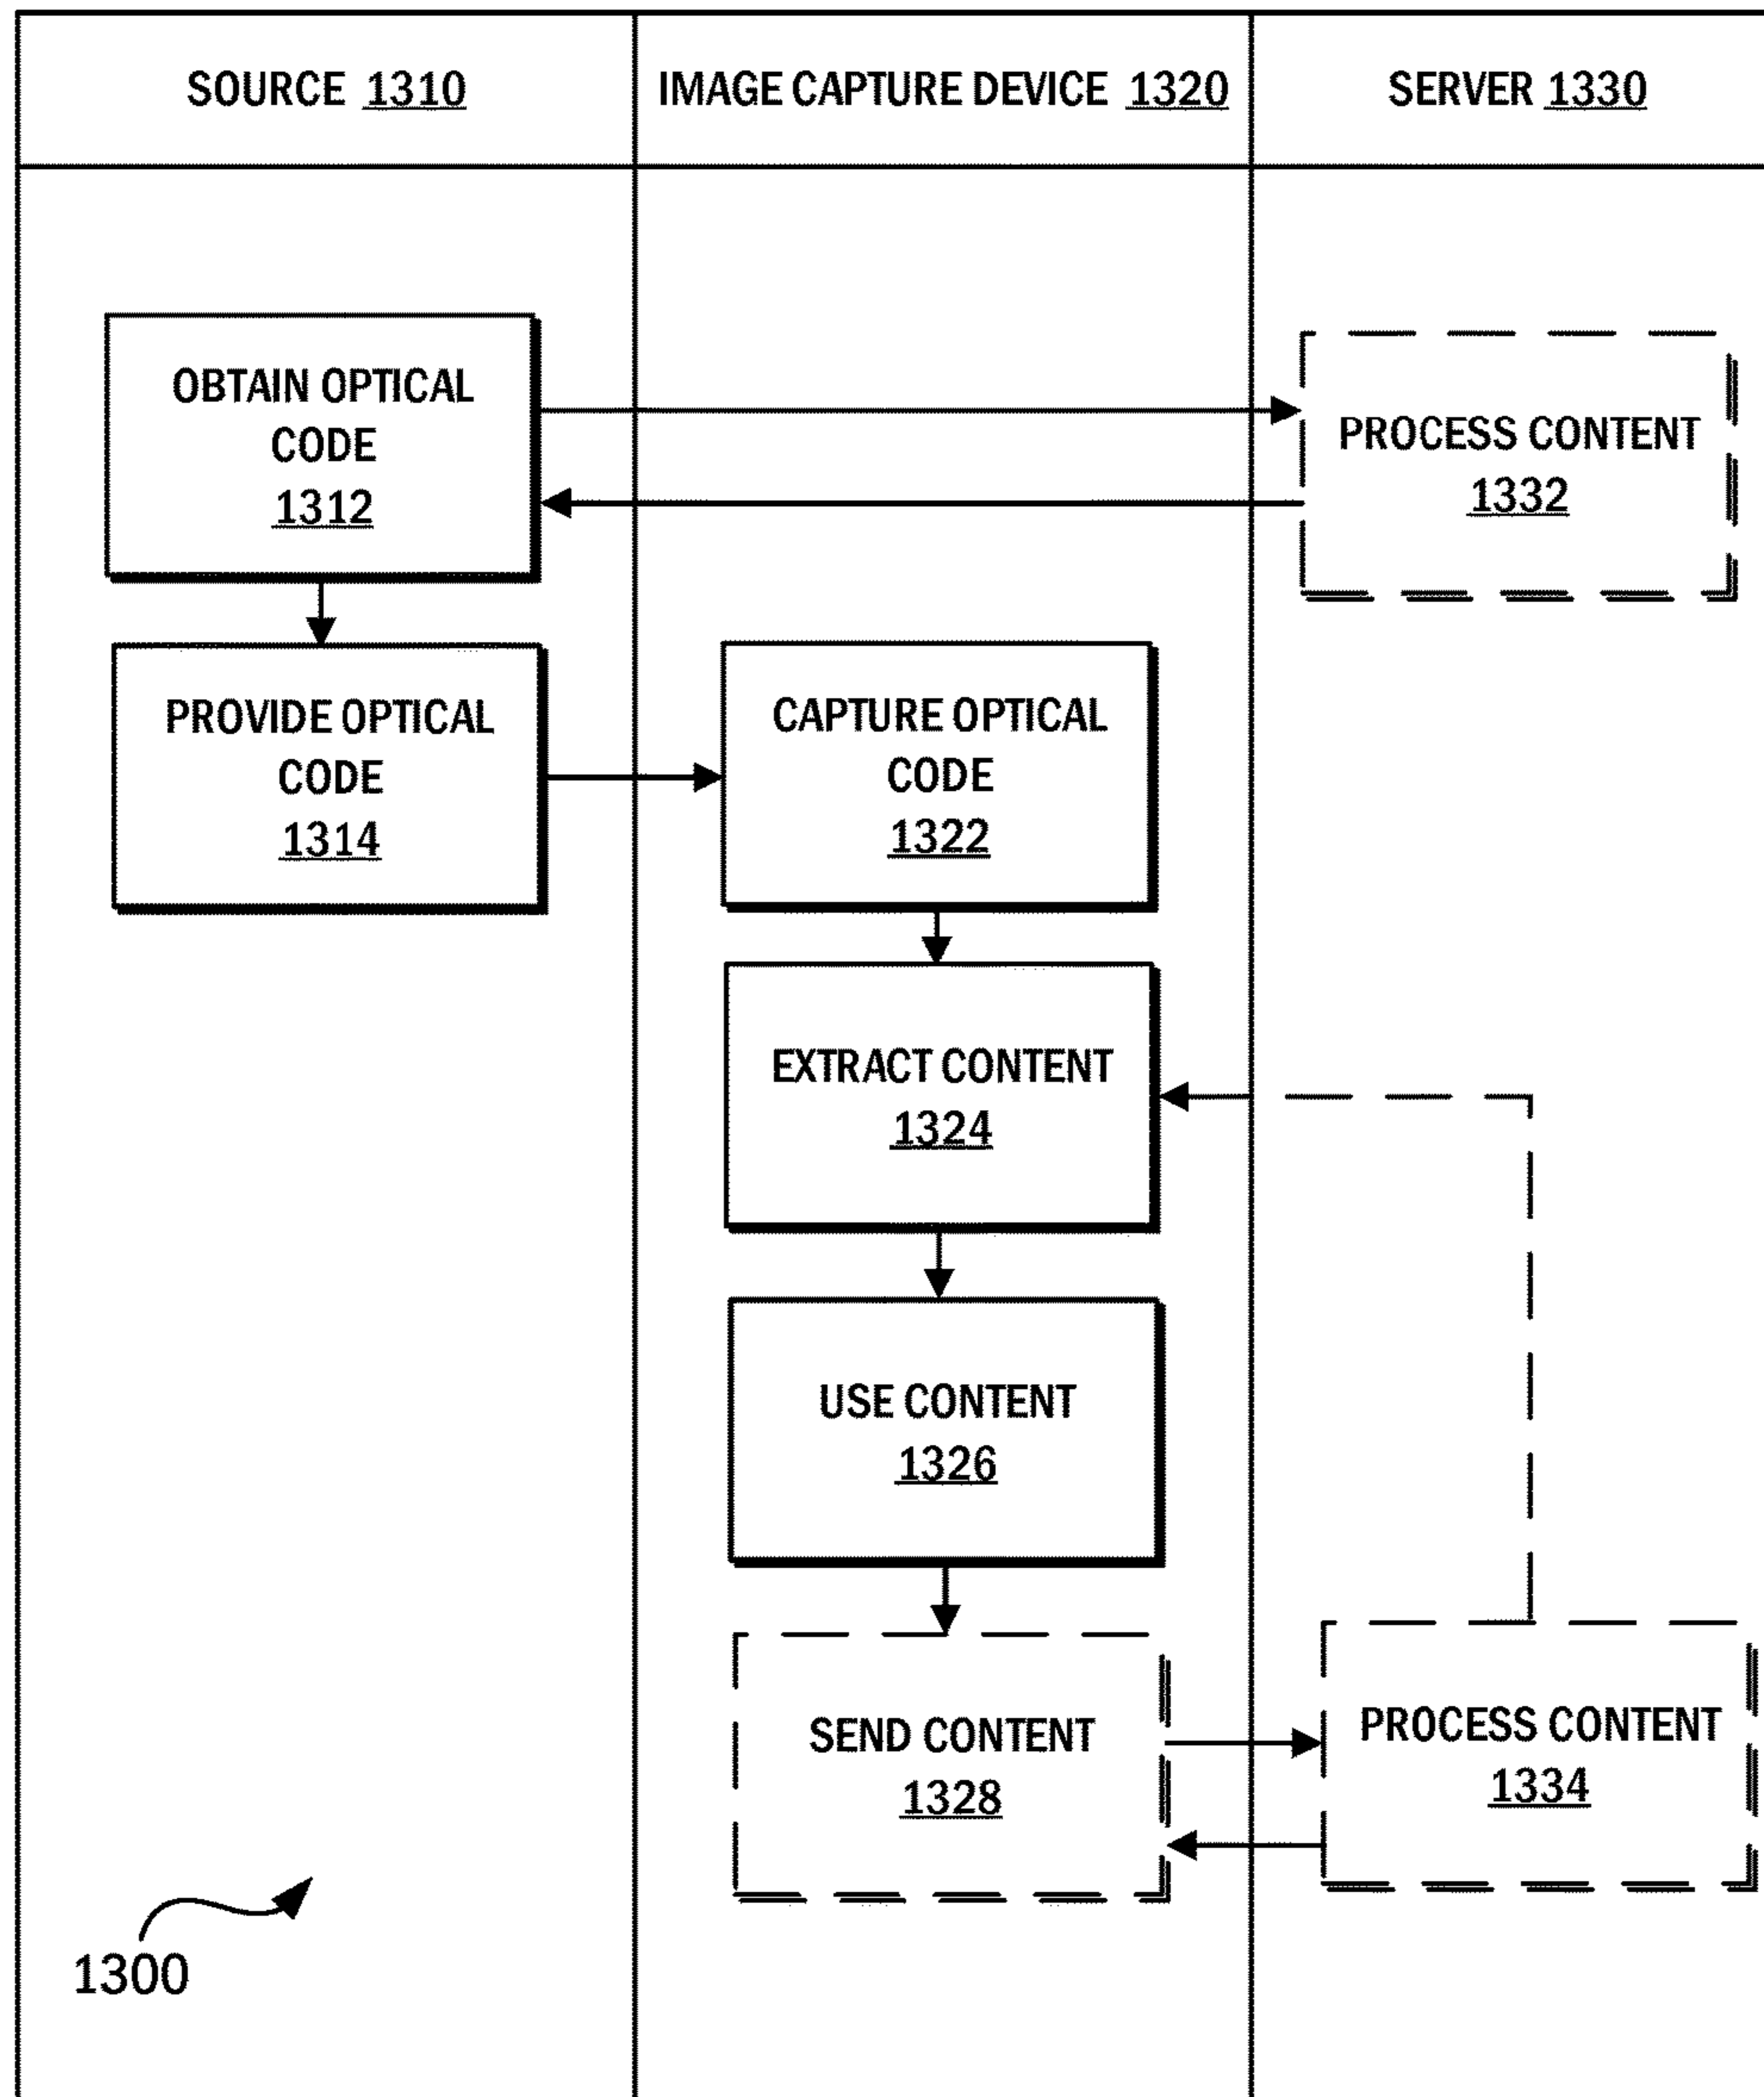 SOURCE 1310
IMAGE CAPTURE DEVICE 1320
SERVER 1330
OBTAIN OPTICAL
CODE
1312
PROCESS CONTENT
1332
PROVIDE OPTICAL
CODE
1314
CAPTURE OPTICAL
CODE
1322
EXTRACT CONTENT
1324
USE CONTENT
1326
SEND CONTENT
1328
PROCESS CONTENT
1334
1300